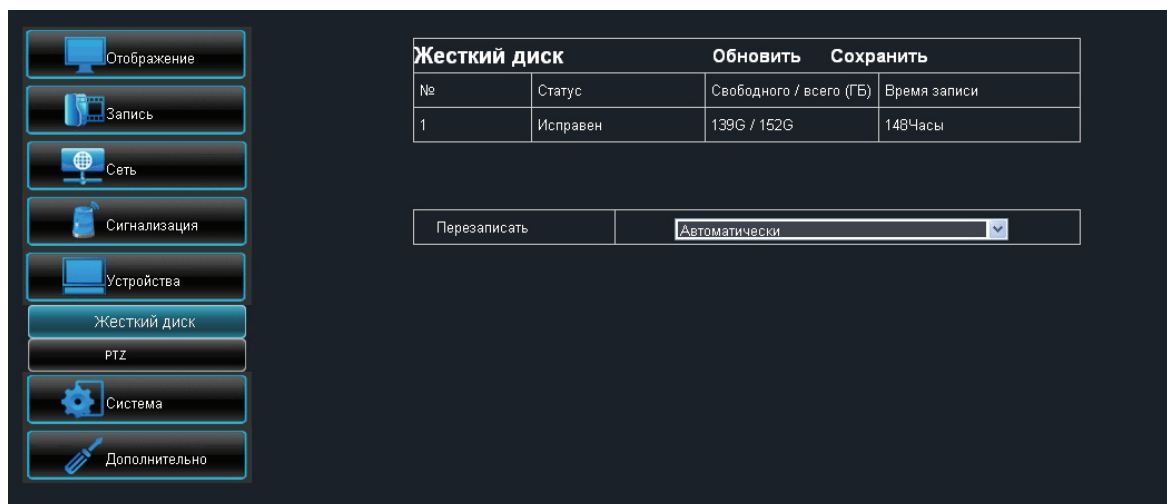 Отображение
Запись
Сеть
Сигнализация
Устройства
Жесткий диск
PTZ
Система
Дополнительно
Жесткий диск Обновить Сохранить
№ Статус Свободного / всего (ГБ) Время записи
1 Исправен 139G / 152G 148Часы
Перезаписать Автоматически